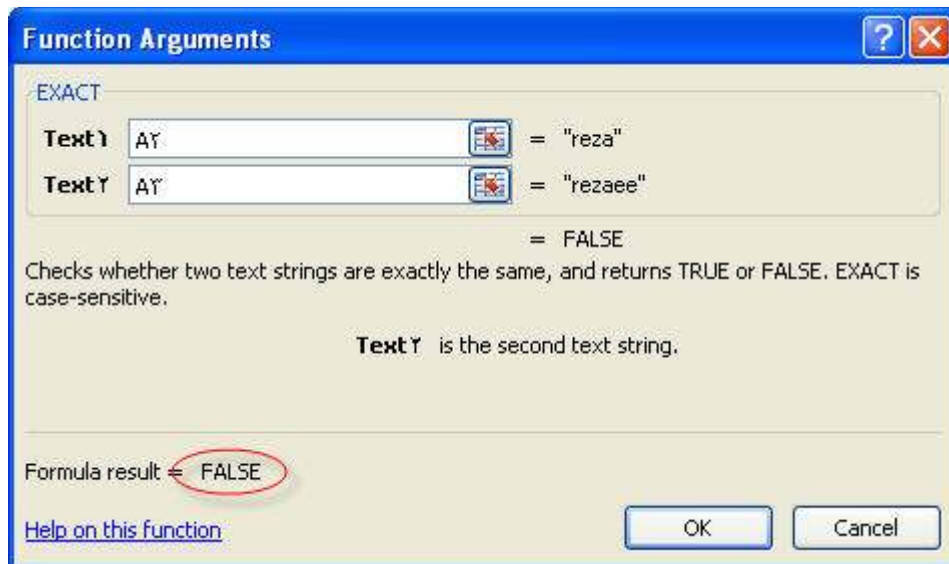 Function Arguments
EXACT
Text۱ A۲ = "reza"
Text۲ A۳ = "rezaee"
= FALSE
Checks whether two text strings are exactly the same, and returns TRUE or FALSE. EXACT is
case-sensitive.
Text۲ is the second text string.
Formula result = FALSE
Help on this function
OK
Cancel